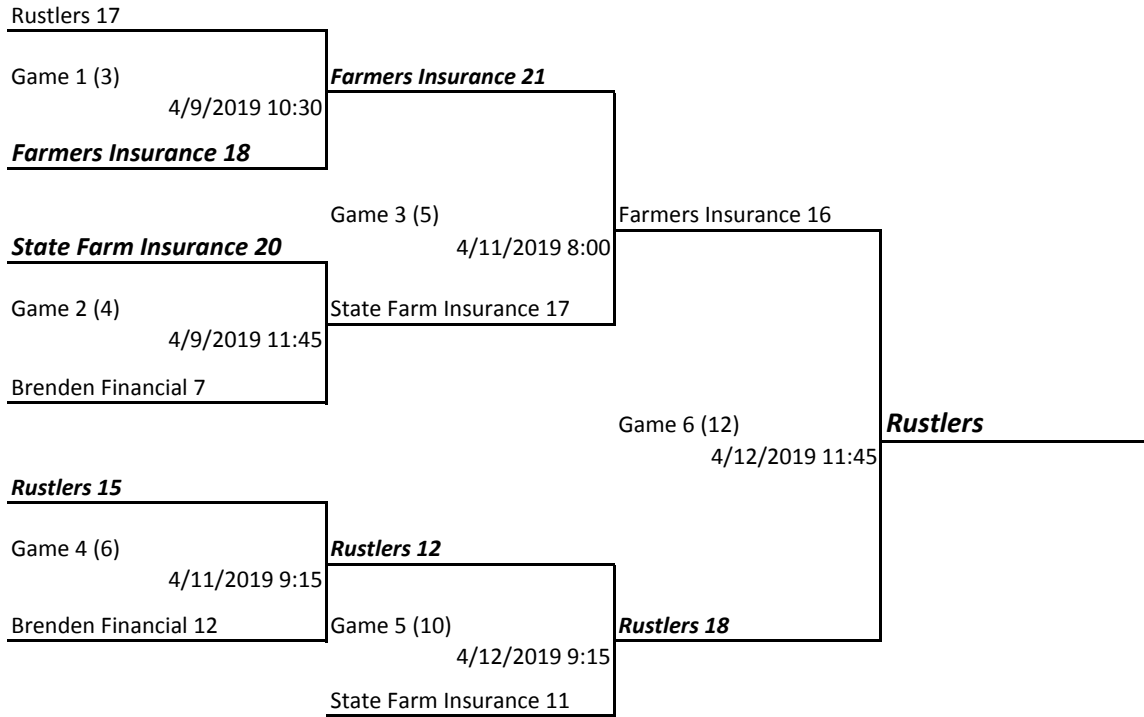 Rustlers 17
Game 1 (3)
Farmers Insurance 21
4/9/2019 10:30
Farmers Insurance 18
Game 3 (5)
Farmers Insurance 16
State Farm Insurance 20
4/11/2019 8:00
Game 2 (4)
State Farm Insurance 17
4/9/2019 11:45
Brenden Financial 7
Game 6 (12)
Rustlers
4/12/2019 11:45
Rustlers 15
Game 4 (6)
Rustlers 12
4/11/2019 9:15
Brenden Financial 12
Game 5 (10)
Rustlers 18
4/12/2019 9:15
State Farm Insurance 11